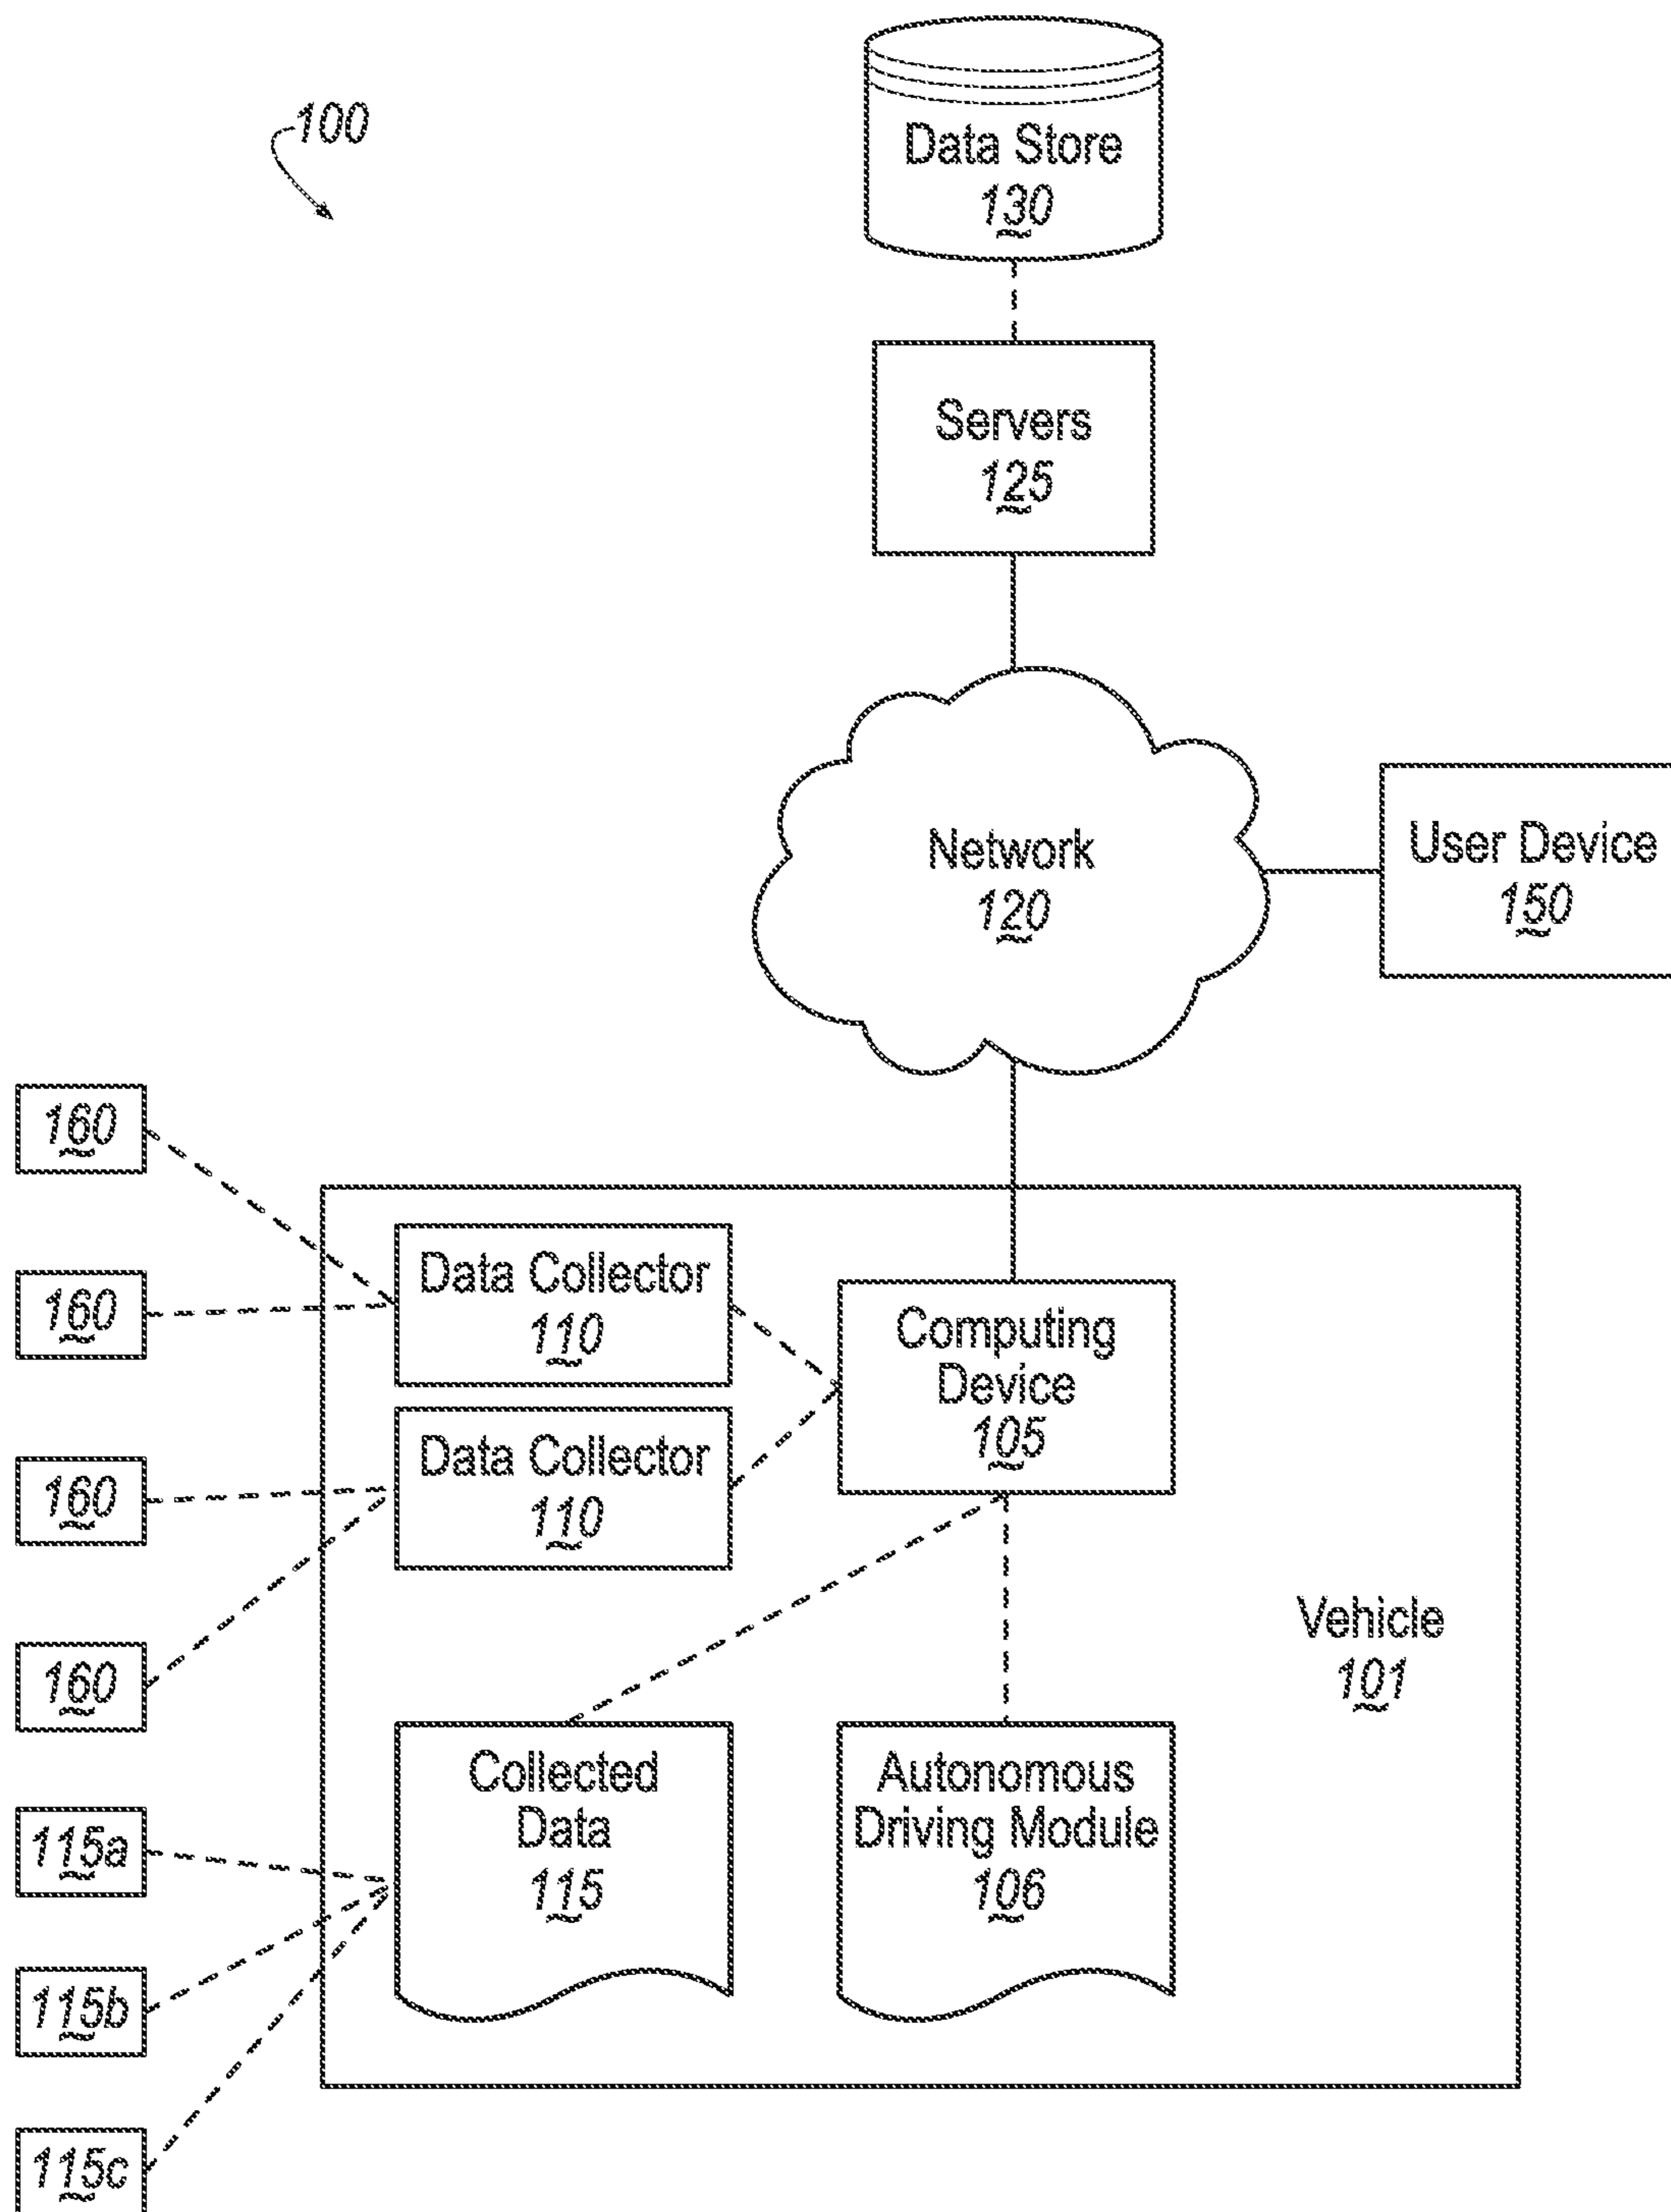 100
Data Store
130
Servers
125
Network
120
User Device
150
160
160
160
160
Data Collector
110
Data Collector
110
Computing
Device
105
Vehicle
101
Collected
Data
115
Autonomous
Driving Module
106
115a
115b
115c